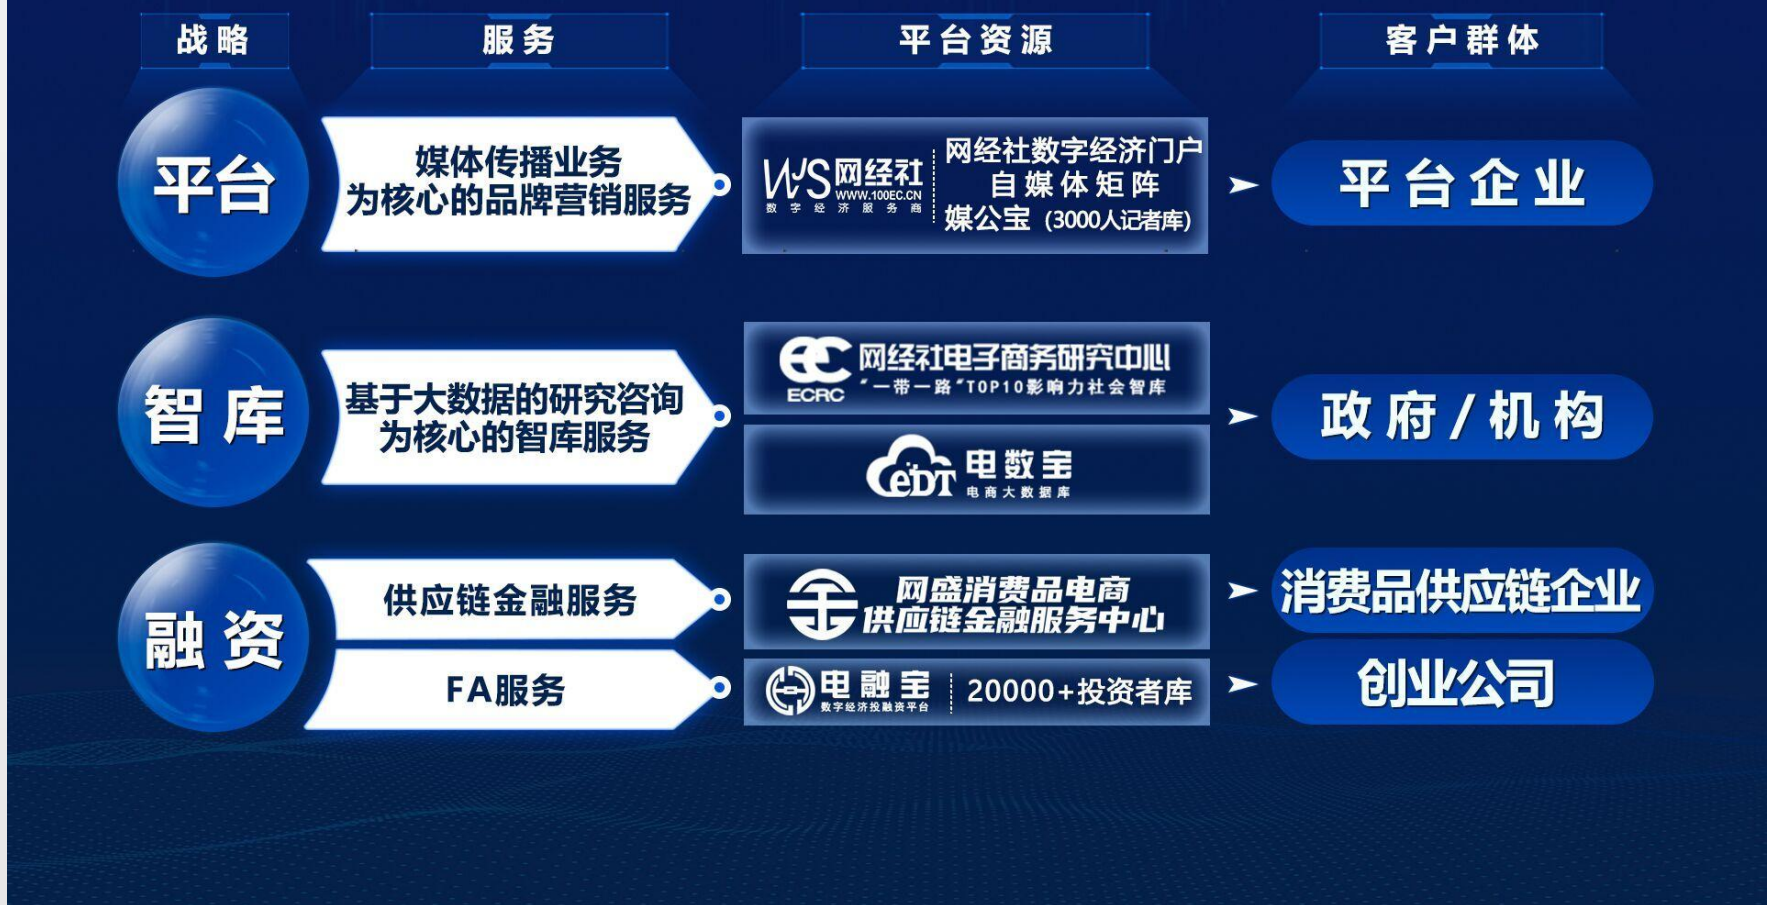 战略
服务
平台资源
客户群体
平台
媒体传播业务
为核心的品牌营销服务
网经社
WWW.100EC.CN
数字经济服务商
网经社数字经济门户
自媒体矩阵
媒公宝（3000人记者库）
平台企业
智库
基于大数据的研究咨询
为核心的智库服务
ECRC
网经社电子商务研究中心
“一带一路“TOP10影响力社会智库
eDT
电数宝
电商大数据库
政府/机构
融资
供应链金融服务
网盛消费品电商
供应链金融服务中心
消费品供应链企业
FA服务
电融宝
数字经济投融资平台
20000+投资者库
创业公司